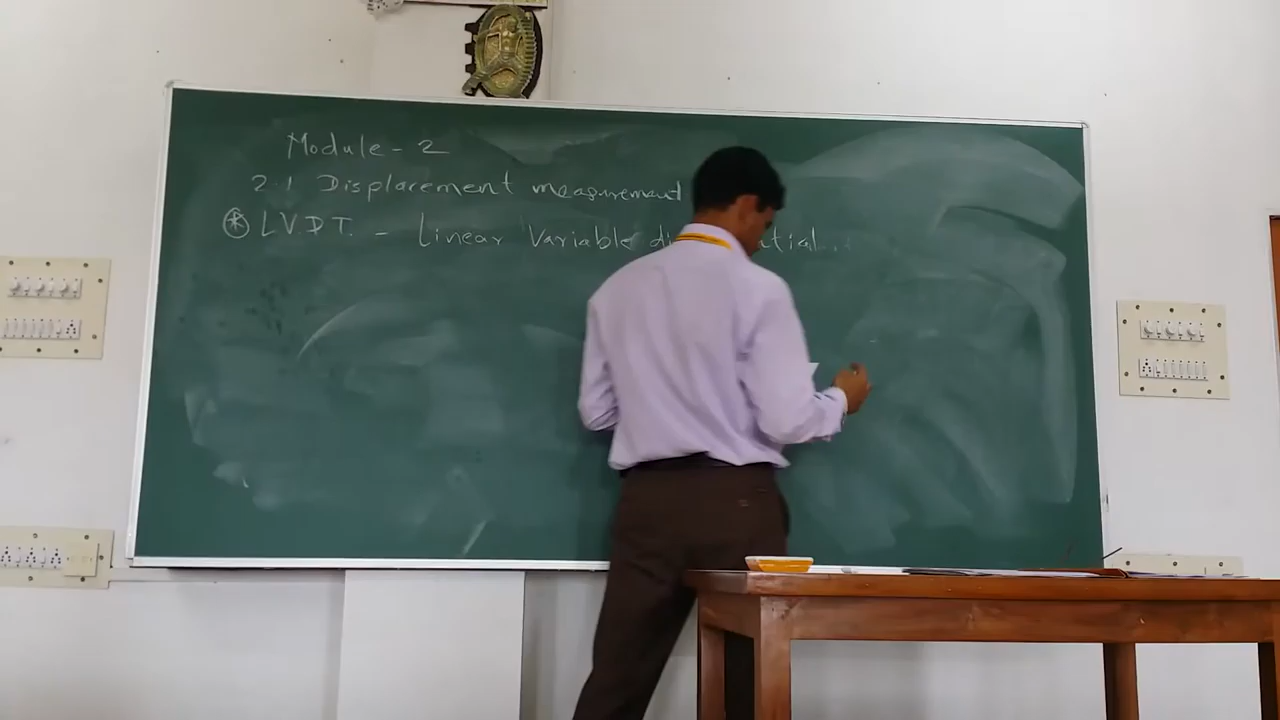 Module - 2
2.1 Displacement measurement
L.V.D.T. - Linear Variable